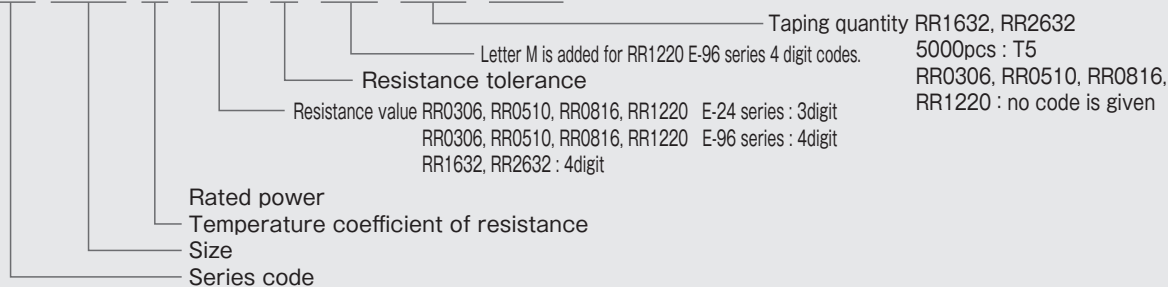 Taping quantity RR1632, RR2632
5000pcs : T5
RR0306, RR0510, RR0816,
RR1220 : no code is given
Letter M is added for RR1220 E-96 series 4 digit codes.
Resistance tolerance
Resistance value RR0306, RR0510, RR0816, RR1220 E-24 series : 3digit
RR0306, RR0510, RR0816, RR1220 E-96 series : 4digit
RR1632, RR2632 : 4digit
Rated power
Temperature coefficient of resistance
Size
Series code